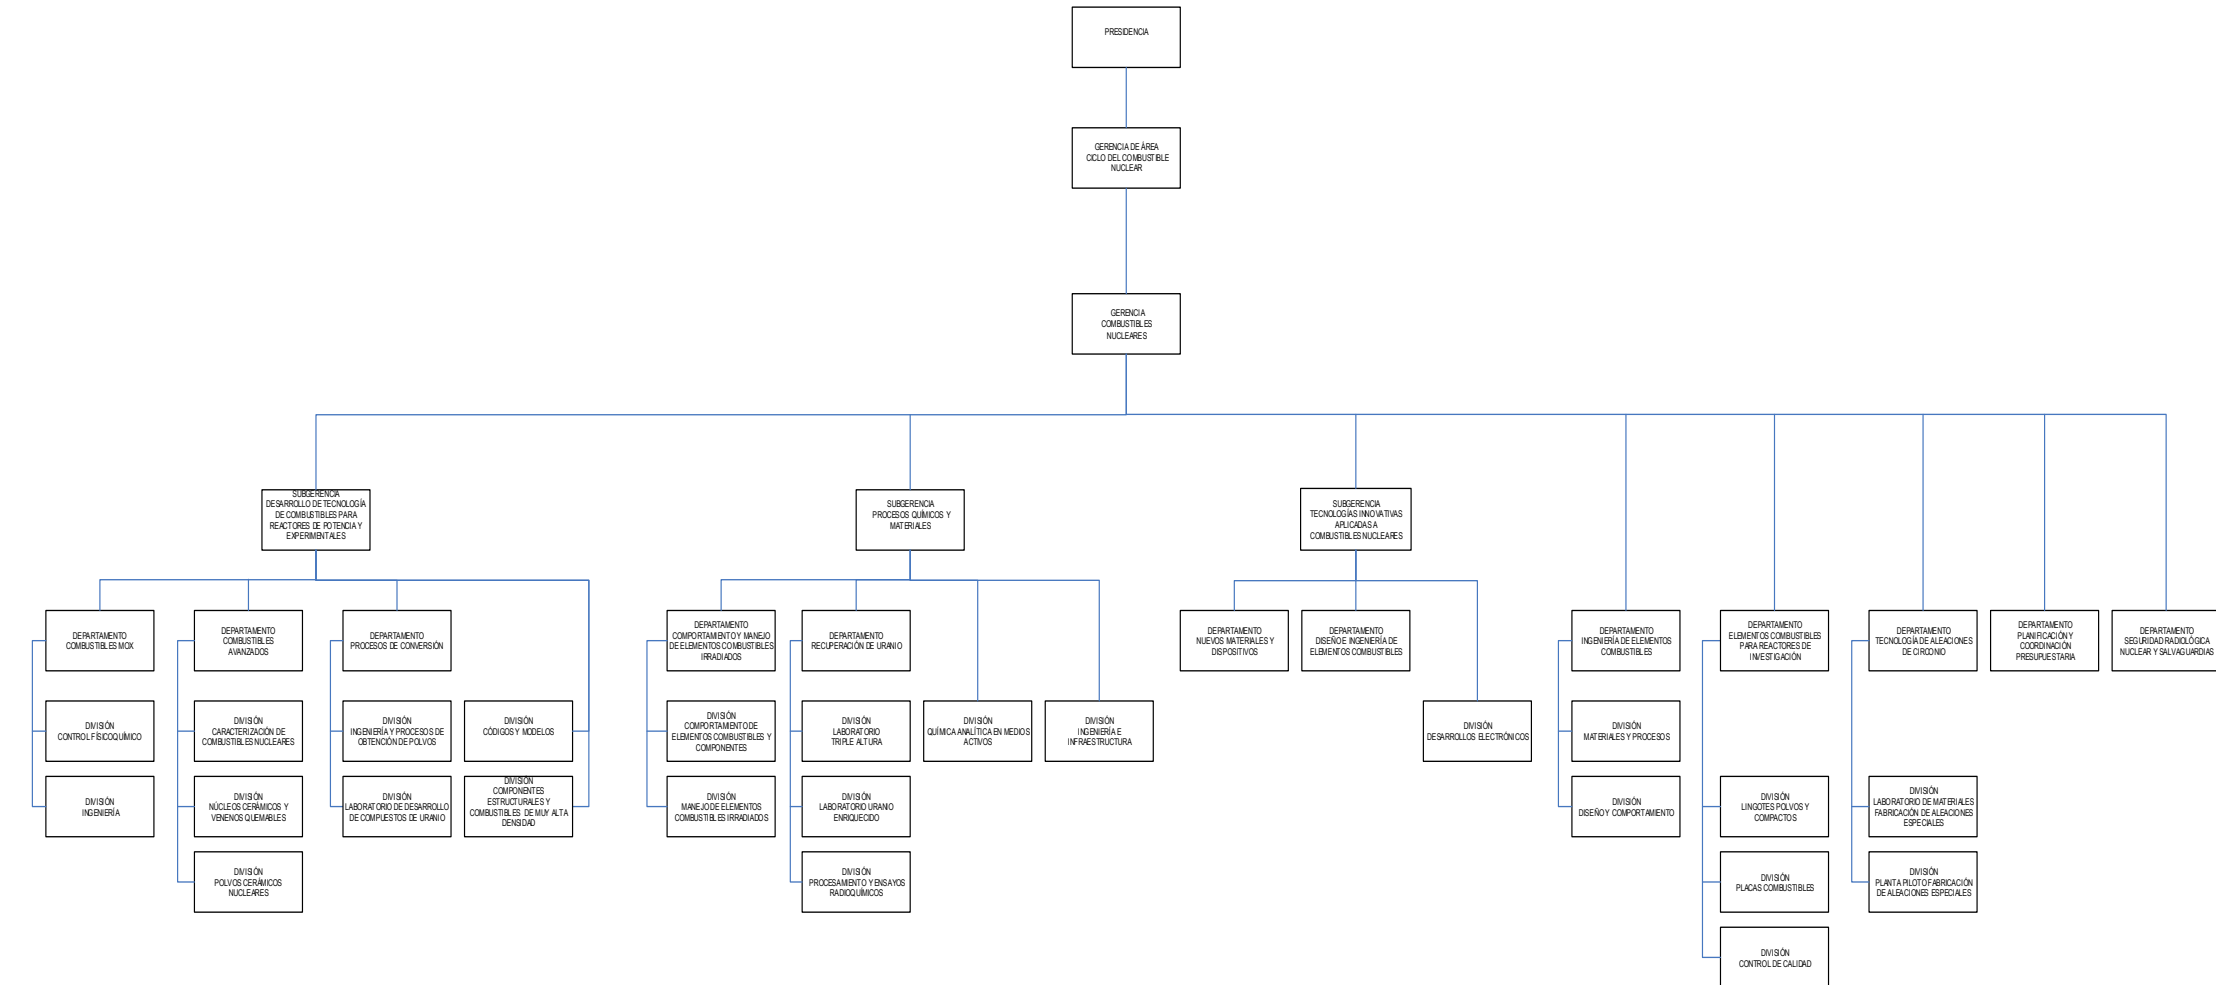 PRESIDENCIA
GERENCIA DE ÁREA
CICLO DEL COMBUSTIBLE
NUCLEAR
GERENCIA
COMBUSTIBLES
NUCLEARES
SUBGERENCIA
DESARROLLO DE TECNOLOGÍA
DE COMBUSTIBLES PARA
REACTORES DE POTENCIA Y
EXPERIMENTALES
SUBGERENCIA
PROCESOS QUÍMICOS Y
MATERIALES
SUBGERENCIA
TECNOLOGÍAS INNOVATIVAS
APLICADAS A
COMBUSTIBLES NUCLEARES
DEPARTAMENTO
COMBUSTIBLES MOX
DEPARTAMENTO
COMBUSTIBLES
AVANZADOS
DEPARTAMENTO
PROCESOS DE CONVERSIÓN
DEPARTAMENTO
COMPORTAMIENTO Y MANEJO
DE ELEMENTOS COMBUSTIBLES
IRRADIADOS
DEPARTAMENTO
RECUPERACIÓN DE URANIO
DEPARTAMENTO
NUEVOS MATERIALES Y
DISPOSITIVOS
DEPARTAMENTO
DISEÑO E INGENIERÍA DE
ELEMENTOS COMBUSTIBLES
DEPARTAMENTO
INGENIERÍA DE ELEMENTOS
COMBUSTIBLES
DEPARTAMENTO
ELEMENTOS COMBUSTIBLES
PARA REACTORES DE
INVESTIGACIÓN
DEPARTAMENTO
TECNOLOGÍA DE ALEACIONES
DE CIRCONIO
DEPARTAMENTO
PLANIFICACIÓN Y
COORDINACIÓN
PRESUPUESTARIA
DEPARTAMENTO
SEGURIDAD RADIOLÓGICA
NUCLEAR Y SALVAGUARDIAS
DIVISIÓN
CONTROL FÍSICOQUÍMICO
DIVISIÓN
CARACTERIZACIÓN DE
COMBUSTIBLES NUCLEARES
DIVISIÓN
INGENIERÍA Y PROCESOS DE
OBTENCIÓN DE POLVOS
DIVISIÓN
CÓDIGOS Y MODELOS
DIVISIÓN
COMPORTAMIENTO DE
ELEMENTOS COMBUSTIBLES Y
COMPONENTES
DIVISIÓN
LABORATORIO
TRIPLE ALTURA
DIVISIÓN
QUÍMICA ANALÍTICA EN MEDIOS
ACTIVOS
DIVISIÓN
INGENIERÍA E
INFRAESTRUCTURA
DIVISIÓN
DESARROLLOS ELECTRÓNICOS
DIVISIÓN
MATERIALES Y PROCESOS
DIVISIÓN
INGENIERÍA
DIVISIÓN
NÚCLEOS CERÁMICOS Y
VENENOS QUEMABLES
DIVISIÓN
LABORATORIO DE DESARROLLO
DE COMPUESTOS DE URANIO
DIVISIÓN
COMPONENTES
ESTRUCTURALES Y
COMBUSTIBLES DE MUY ALTA
DENSIDAD
DIVISIÓN
MANEJO DE ELEMENTOS
COMBUSTIBLES IRRADIADOS
DIVISIÓN
LABORATORIO URANIO
ENRIQUECIDO
DIVISIÓN
DISEÑO Y COMPORTAMIENTO
DIVISIÓN
LINGOTES POLVOS Y
COMPACTOS
DIVISIÓN
LABORATORIO DE MATERIALES
FABRICACIÓN DE ALEACIONES
ESPECIALES
DIVISIÓN
POLVOS CERÁMICOS
NUCLEARES
DIVISIÓN
PROCESAMIENTO Y ENSAYOS
RADIOQUÍMICOS
DIVISIÓN
PLACAS COMBUSTIBLES
DIVISIÓN
PLANTA PILOTO FABRICACIÓN
DE ALEACIONES ESPECIALES
DIVISIÓN
CONTROL DE CALIDAD